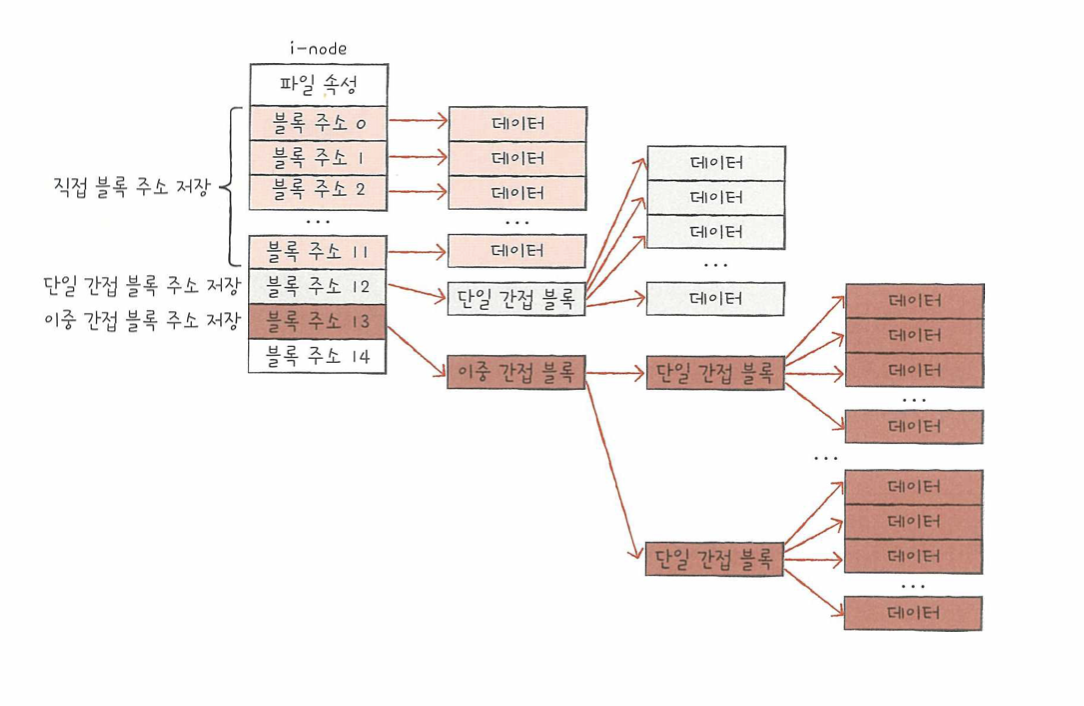 i-node
파일 속성
블록 주소 0
블록 주소 1
블록 주소 2
...
블록 주소 11
블록 주소 12
블록 주소 13
블록 주소 14
직접 블록 주소 저장
단일 간접 블록 주소 저장
이중 간접 블록 주소 저장
데이터
데이터
데이터
...
데이터
단일 간접 블록
이중 간접 블록
데이터
데이터
데이터
...
데이터
단일 간접 블록
...
단일 간접 블록
데이터
데이터
데이터
...
데이터
데이터
데이터
데이터
...
데이터